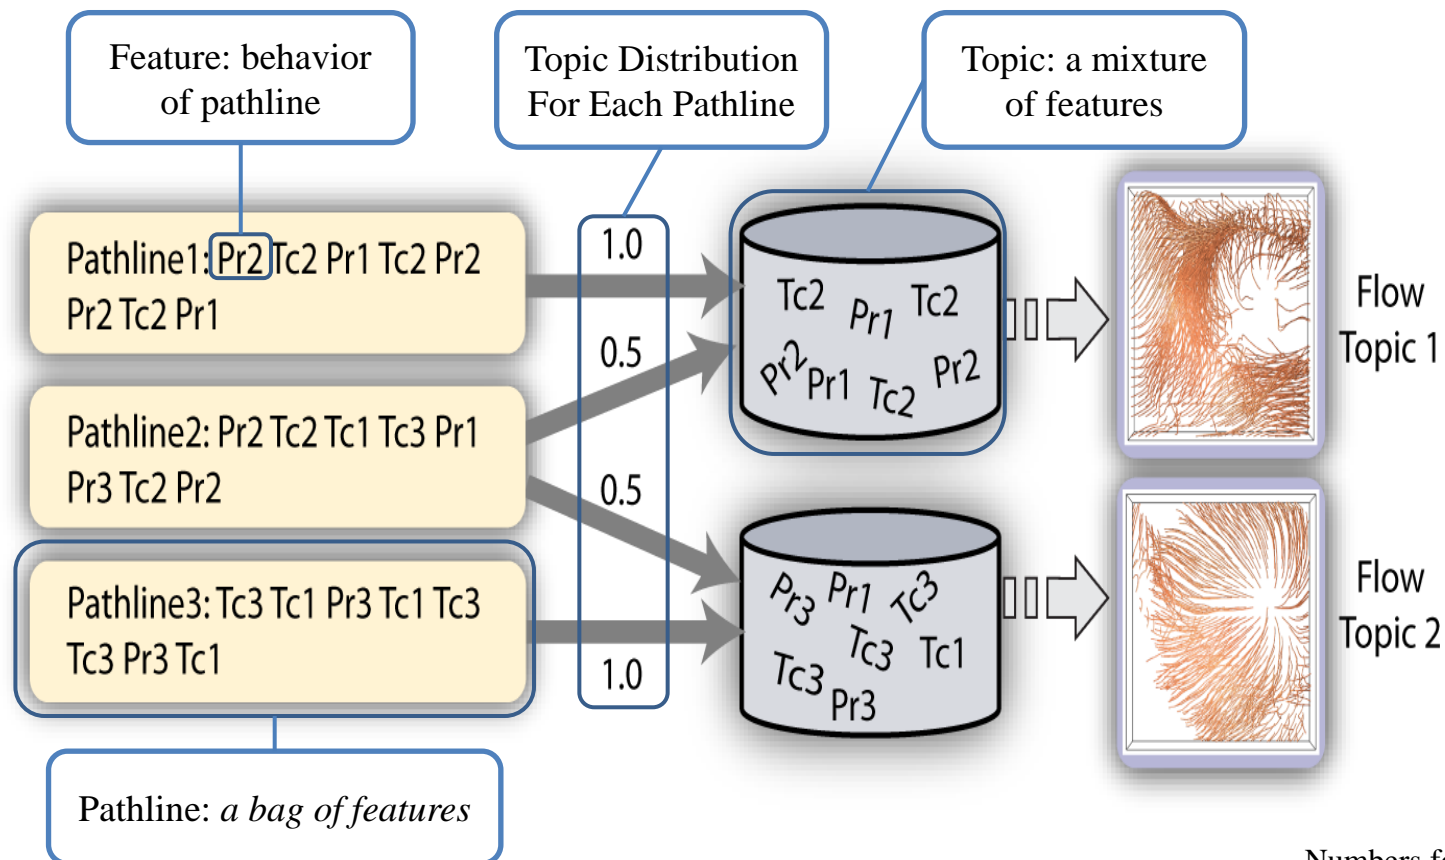 Feature: behavior
of pathline
Topic Distribution
For Each Pathline
Topic: a mixture
of features
Pathline1: Pr2 Tc2 Pr1 Tc2 Pr2
Pr2 Tc2 Pr1
Pathline2: Pr2 Tc2 Tc1 Tc3 Pr1
Pr3 Tc2 Pr2
Pathline3: Tc3 Tc1 Pr3 Tc1 Tc3
Tc3 Pr3 Tc1
Pathline: a bag of features
1.0
0.5
0.5
1.0
Tc2 Pr1 Tc2
Pr2 Pr1 Tc2 Pr2
Pr3 Pr1 Tc3
Tc3 Tc1
Tc3 Pr3
Flow
Topic 1
Flow
Topic 2
Numbers